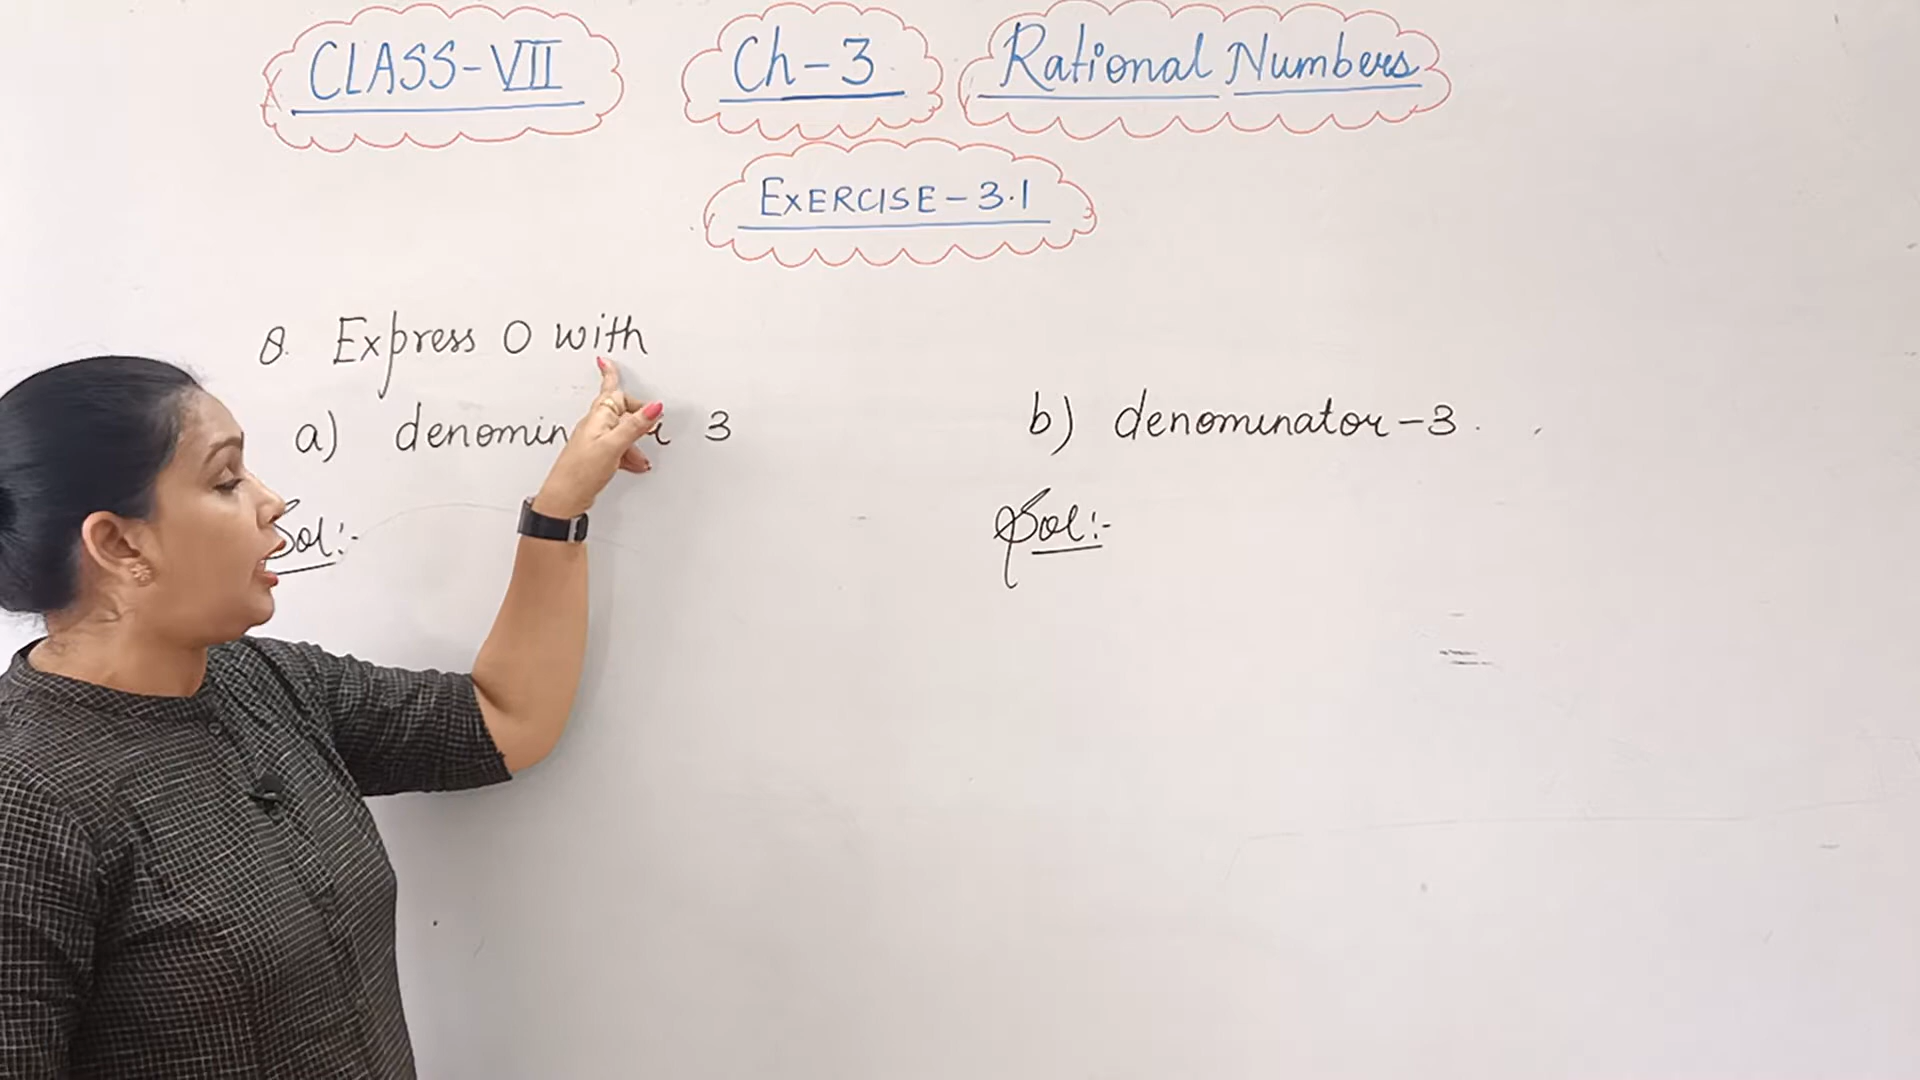 CLASS-VII
Ch-3
Rational Numbers
EXERCISE-3.1
8. Express 0 with
a) denomin r 3
b) denominator -3.
Sol:-
Sol:-